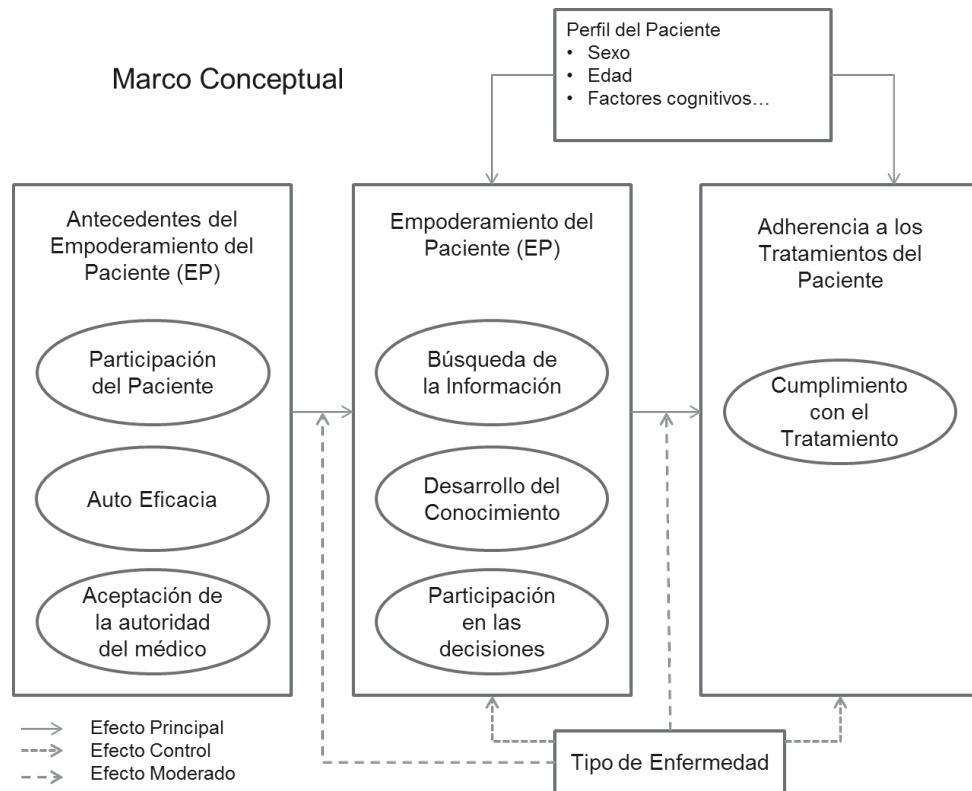 Marco Conceptual
Perfil del Paciente
• Sexo
• Edad
• Factores cognitivos…
Antecedentes del
Empoderamiento del
Paciente (EP)
Participación
del Paciente
Auto Eficacia
Aceptación de
la autoridad
del médico
Empoderamiento del
Paciente (EP)
Búsqueda de
la Información
Desarrollo del
Conocimiento
Participación
en las
decisiones
Adherencia a los
Tratamientos del
Paciente
Cumplimiento
con el
Tratamiento
Efecto Principal
Efecto Control
Efecto Moderado
Tipo de Enfermedad